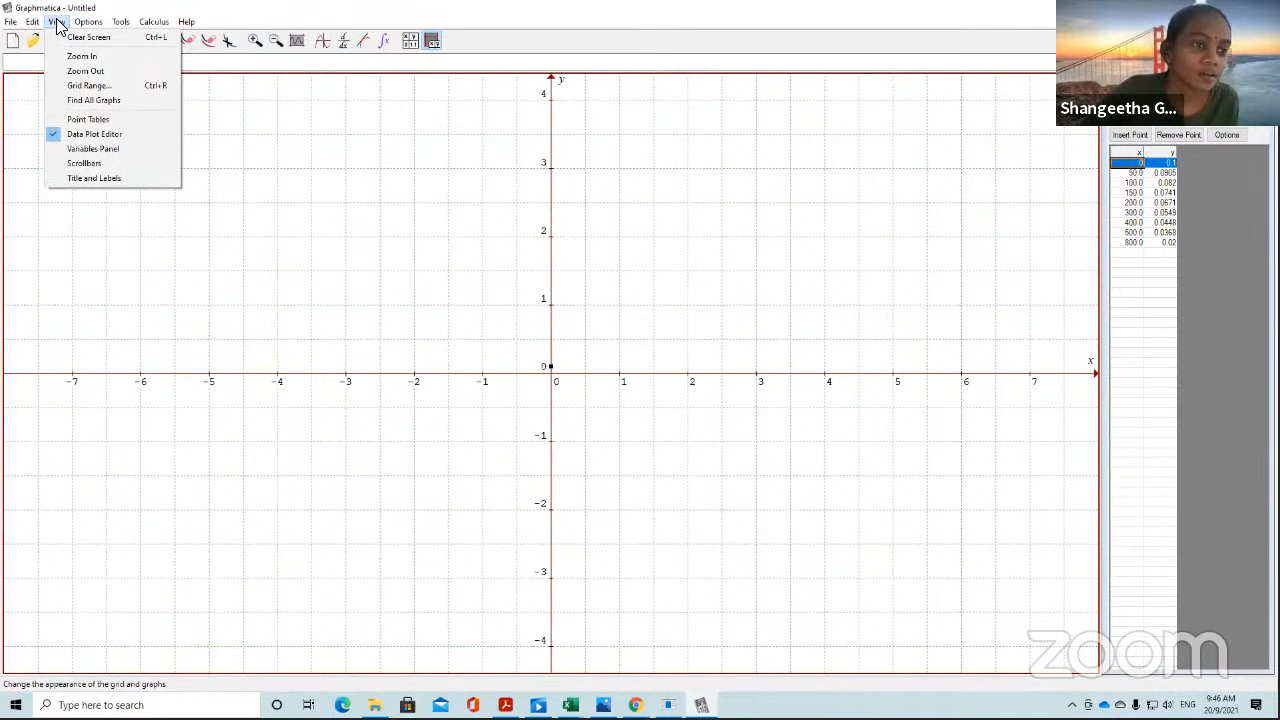 Graphmatica - Untitled
File Edit View Options Tools Calculus Help
Clear Screen Ctrl+L
Zoom In
Zoom Out
Grid Range... Ctrl+R
Find All Graphs
Point Tables
Data Plot Editor
Variables Panel
Scrollbars
Title and Labels
Shangeetha G...
Insert Point Remove Point Options
x y
0 0.1
50.0 0.0905
100.0 0.082
150.0 0.0741
200.0 0.0671
300.0 0.0549
400.0 0.0448
500.0 0.0368
800.0 0.02
y
4
3
2
1
0
x
-7 -6 -5 -4 -3 -2 -1 0 1 2 3 4 5 6 7
-1
-2
-3
-4
zoom
Change the appearance of the grid and graphs
Type here to search
ENG
9:46 AM
20/9/2021